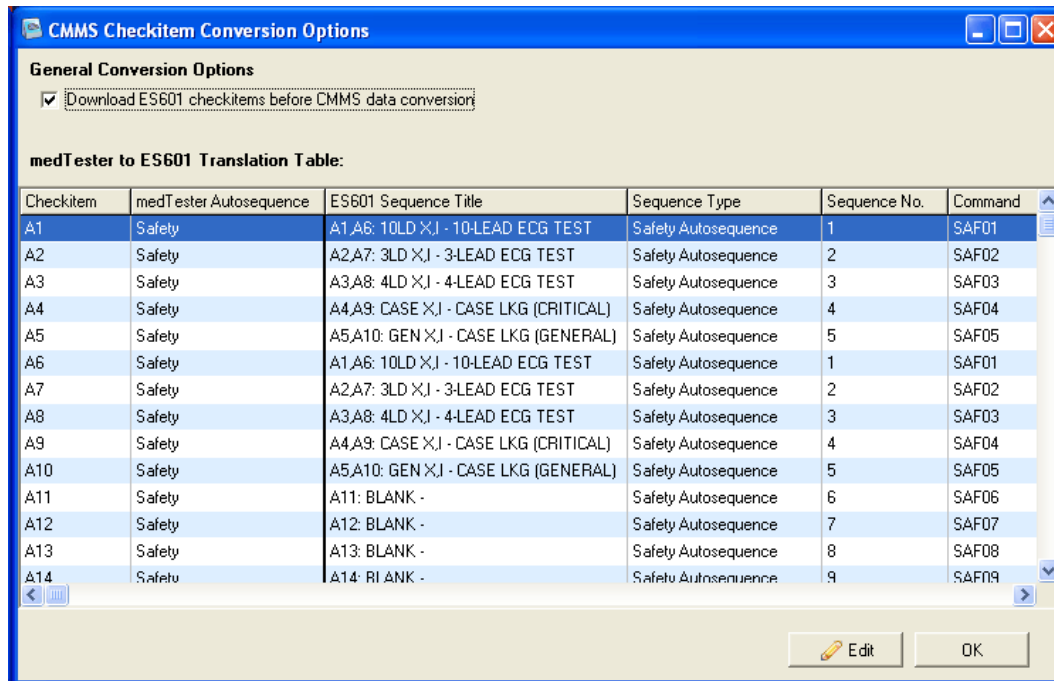 CMMS Checkitem Conversion Options
General Conversion Options
Download ES601 checkitems before CMMS data conversion
medTester to ES601 Translation Table:
Checkitem medTester Autosequence ES601 Sequence Title Sequence Type Sequence No. Command
A1 Safety A1,A6: 10LD X,I - 10-LEAD ECG TEST Safety Autosequence 1 SAF01
A2 Safety A2,A7: 3LD X,I - 3-LEAD ECG TEST Safety Autosequence 2 SAF02
A3 Safety A3,A8: 4LD X,I - 4-LEAD ECG TEST Safety Autosequence 3 SAF03
A4 Safety A4,A9: CASE X,I - CASE LKG (CRITICAL) Safety Autosequence 4 SAF04
A5 Safety A5,A10: GEN X,I - CASE LKG (GENERAL) Safety Autosequence 5 SAF05
A6 Safety A1,A6: 10LD X,I - 10-LEAD ECG TEST Safety Autosequence 1 SAF01
A7 Safety A2,A7: 3LD X,I - 3-LEAD ECG TEST Safety Autosequence 2 SAF02
A8 Safety A3,A8: 4LD X,I - 4-LEAD ECG TEST Safety Autosequence 3 SAF03
A9 Safety A4,A9: CASE X,I - CASE LKG (CRITICAL) Safety Autosequence 4 SAF04
A10 Safety A5,A10: GEN X,I - CASE LKG (GENERAL) Safety Autosequence 5 SAF05
A11 Safety A11: BLANK - Safety Autosequence 6 SAF06
A12 Safety A12: BLANK - Safety Autosequence 7 SAF07
A13 Safety A13: BLANK - Safety Autosequence 8 SAF08
A14 Safety A14: BLANK - Safety Autosequence 9 SAF09
Edit OK